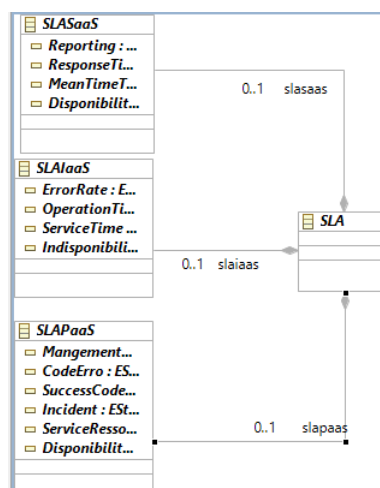 SLASaaS
Reporting : ...
ResponseTi...
MeanTimeT...
Disponibilit...
0..1 slasaas
SLAIaaS
ErrorRate : E...
OperationTi...
ServiceTime ...
Indisponibili...
SLA
0..1 slaiaas
SLAPaaS
Mangement...
CodeErro : ES...
SuccessCode...
Incident : ESt...
ServiceResso...
Disponibilit...
0..1 slapaas